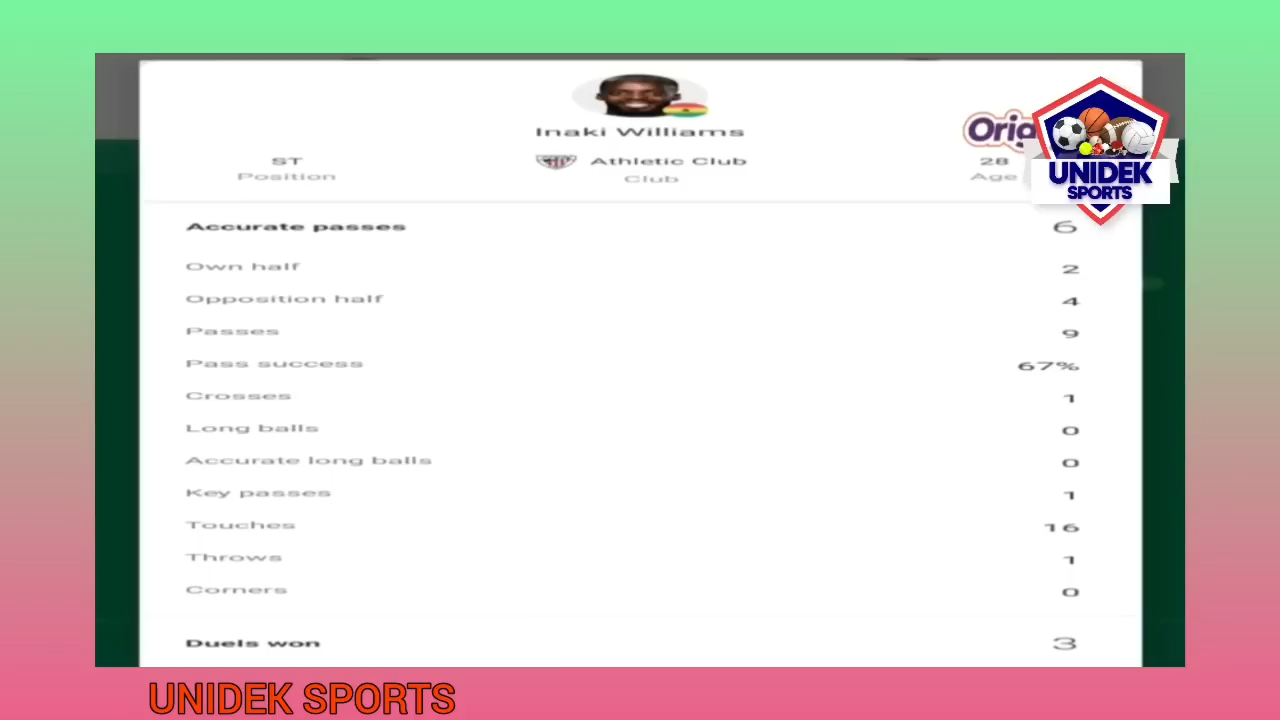 Inaki Williams
ST
Position
Athletic Club
Club
28
Age
UNIDEK
SPORTS
Accurate passes 6
Own half 2
Opposition half 4
Passes 9
Pass success 67%
Crosses 1
Long balls 0
Accurate long balls 0
Key passes 1
Touches 16
Throws 1
Corners 0
Duels won 3
UNIDEK SPORTS